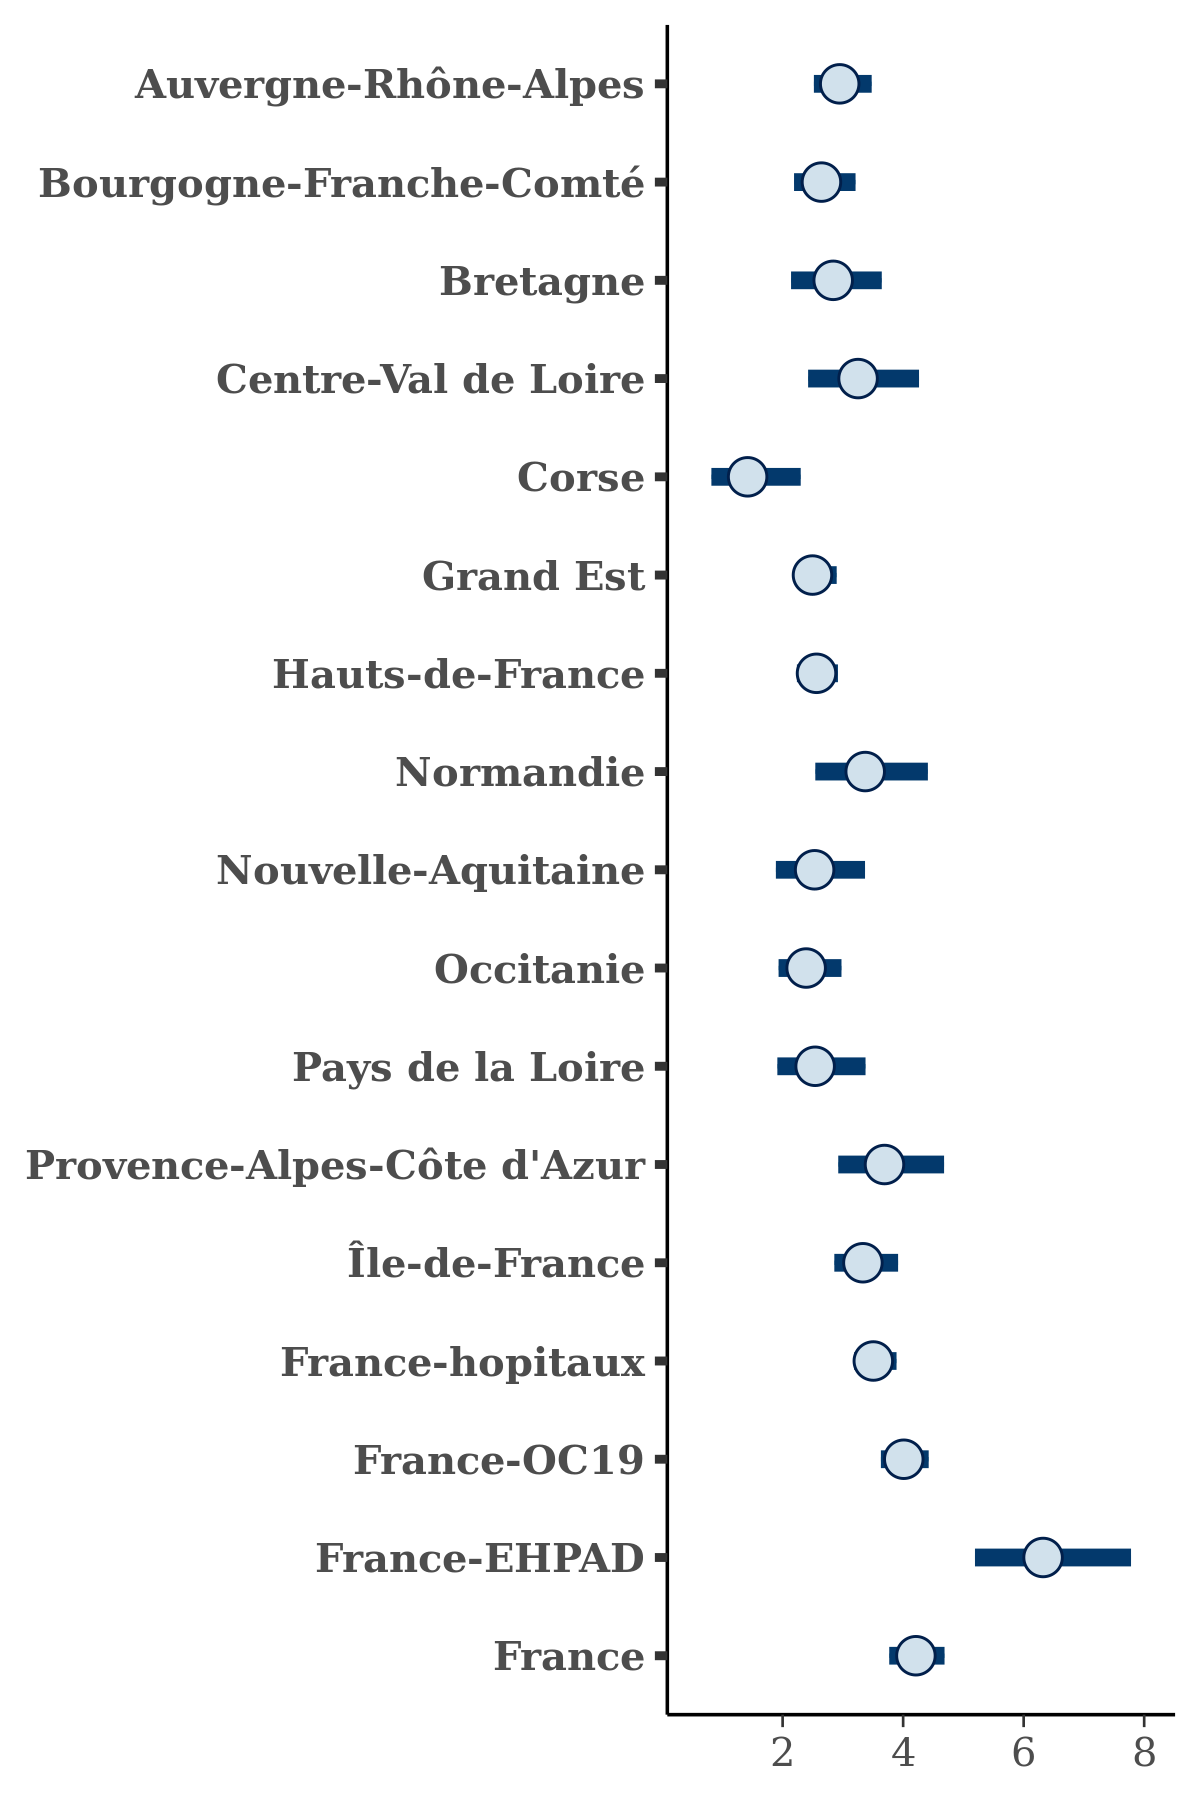 Auvergne-Rhône-Alpes
Bourgogne-Franche-Comté
Bretagne
Centre-Val de Loire
Corse
Grand Est
Hauts-de-France
Normandie
Nouvelle-Aquitaine
Occitanie
Pays de la Loire
Provence-Alpes-Côte d'Azur
Île-de-France
France-hopitaux
France-OC19
France-EHPAD
France
2 4 6 8